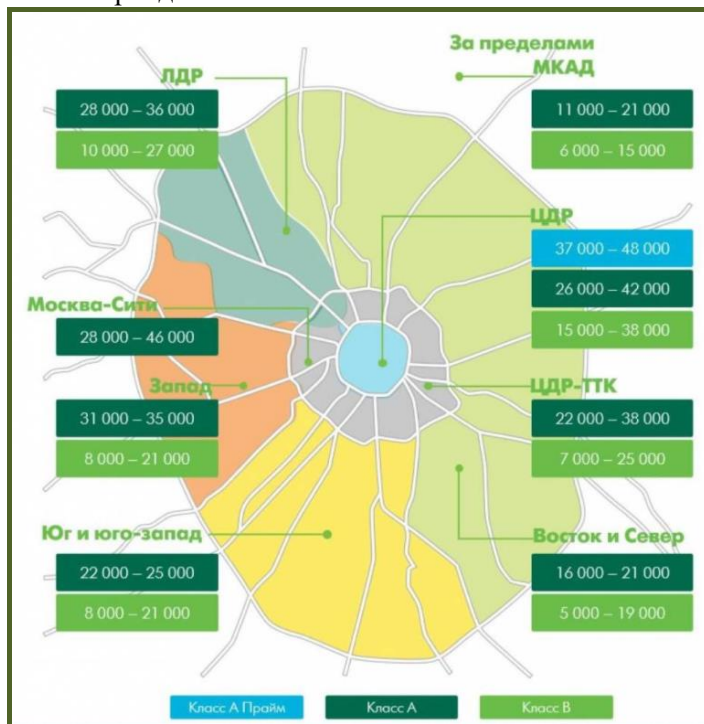 За пределами
МКАД
11 000 – 21 000
6 000 – 15 000
ЛДР
28 000 – 36 000
10 000 – 27 000
ЦДР
37 000 – 48 000
26 000 – 42 000
15 000 – 38 000
Москва-Сити
28 000 – 46 000
Запад
31 000 – 35 000
8 000 – 21 000
ЦДР-ТТК
22 000 – 38 000
7 000 – 25 000
Юг и юго-запад
22 000 – 25 000
8 000 – 21 000
Восток и Север
16 000 – 21 000
5 000 – 19 000
Класс А Прайм
Класс А
Класс В